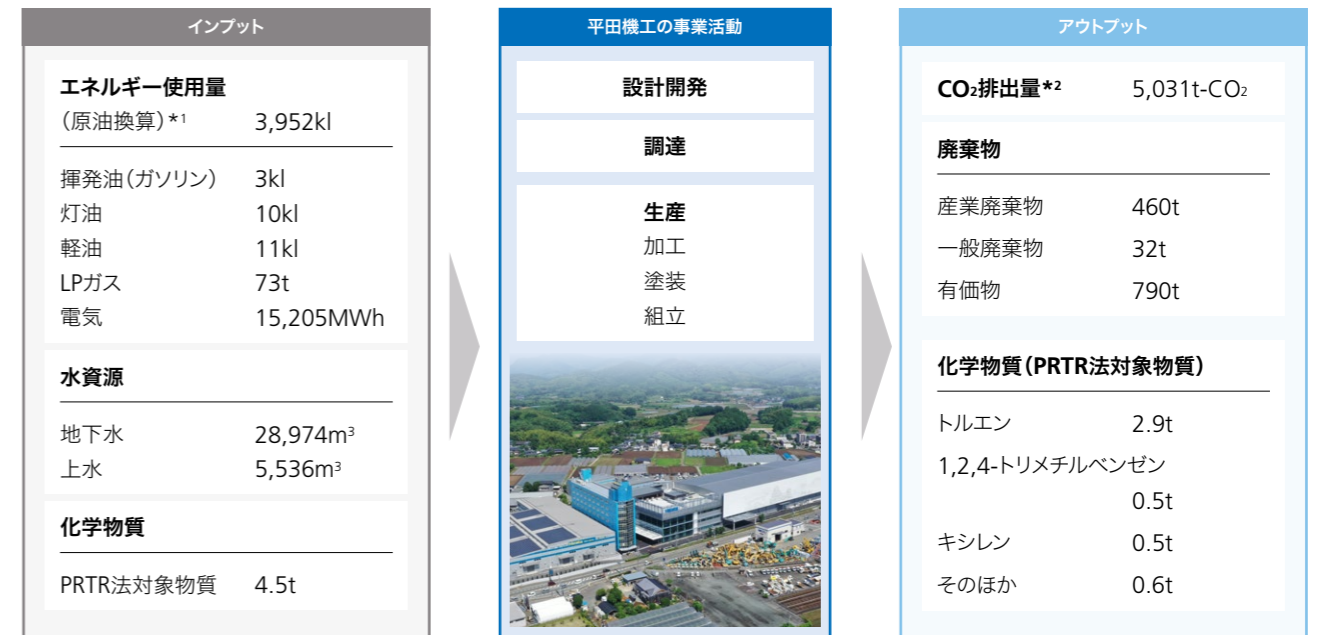 インプット
エネルギー使用量
（原油換算）*1 3,952kl
揮発油（ガソリン） 3kl
灯油 10kl
軽油 11kl
LPガス 73t
電気 15,205MWh
水資源
地下水 28,974m³
上水 5,536m³
化学物質
PRTR法対象物質 4.5t
平田機工の事業活動
設計開発
調達
生産
加工
塗装
組立
アウトプット
CO₂排出量*2 5,031t-CO₂
廃棄物
産業廃棄物 460t
一般廃棄物 32t
有価物 790t
化学物質（PRTR法対象物質）
トルエン 2.9t
1,2,4-トリメチルベンゼン
0.5t
キシレン 0.5t
そのほか 0.6t